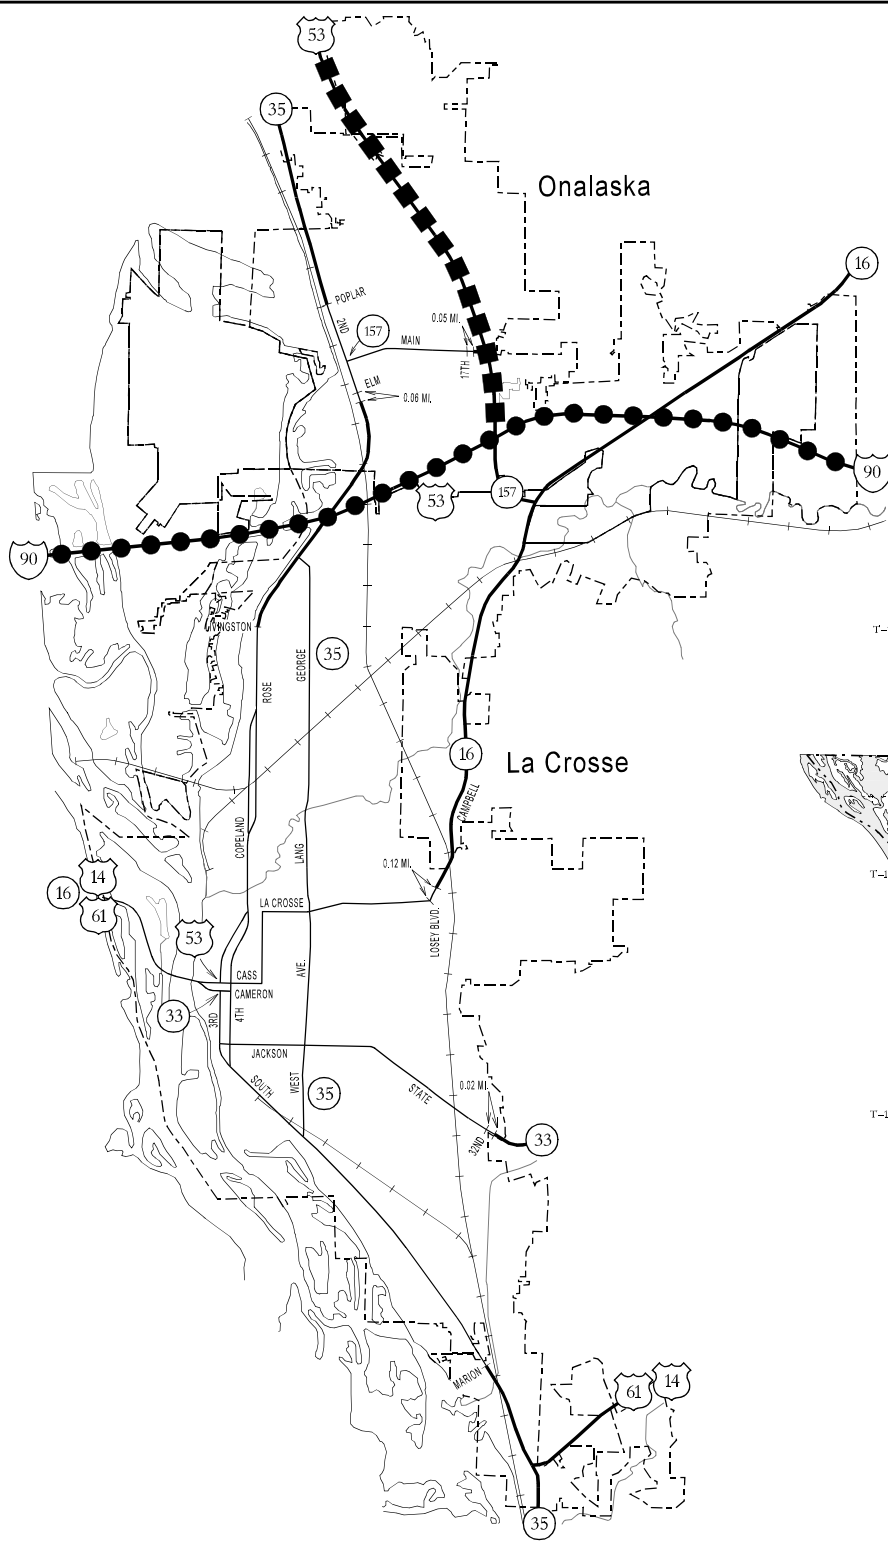 53
35
Onalaska
16
POPLAR
2ND
157
0.05 MI.
MAIN
17TH
ELM
0.06 MI.
90
53
157
90
LIVINGSTON
T-
35
GEORGE
ROSE
16
La Crosse
CAMPBELL
COPELAND
LANG
0.12 MI.
14
T-1
16
LA CROSSE
61
LOSEY BLVD.
53
CASS
AVE.
CAMERON
33
3RD
4TH
JACKSON
SOUTH
WEST
35
STATE
0.02 MI.
T-1
32ND
33
MARION
61
14
35